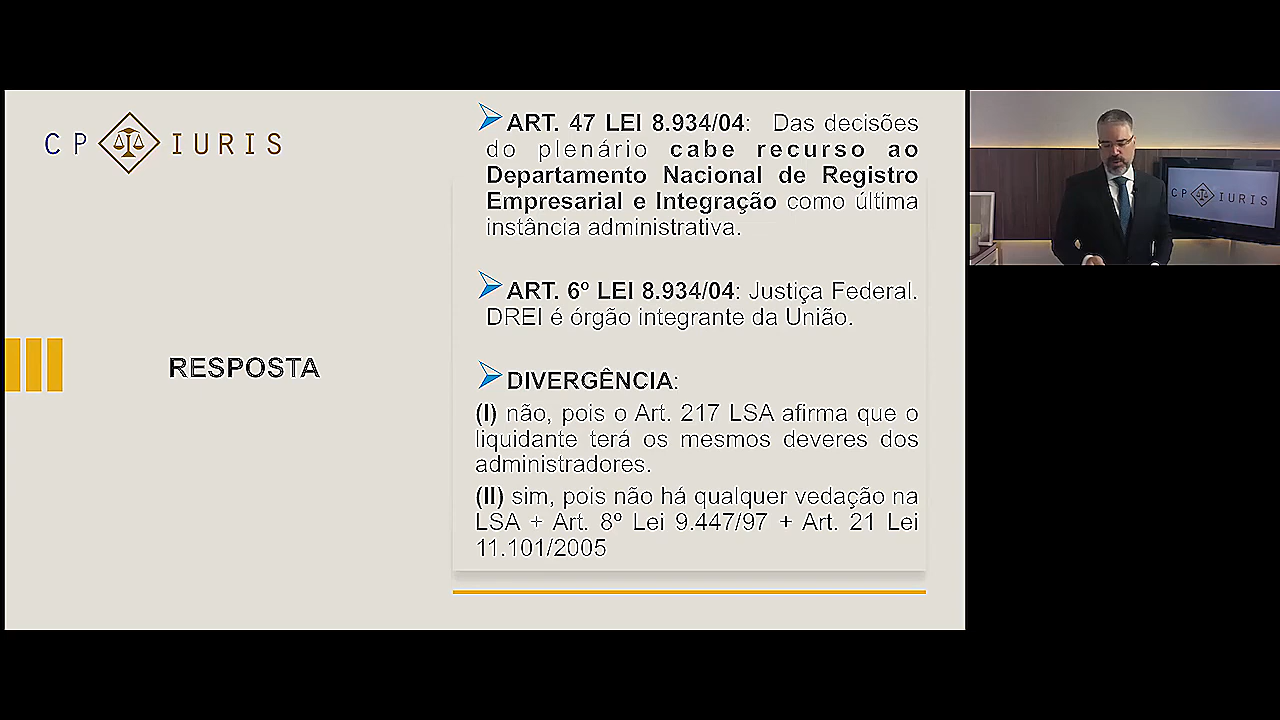 CP IURIS
RESPOSTA
ART. 47 LEI 8.934/04: Das decisões
do plenário cabe recurso ao
Departamento Nacional de Registro
Empresarial e Integração como última
instância administrativa.
ART. 6º LEI 8.934/04: Justiça Federal.
DREI é órgão integrante da União.
DIVERGÊNCIA:
(I) não, pois o Art. 217 LSA afirma que o
liquidante terá os mesmos deveres dos
administradores.
(II) sim, pois não há qualquer vedação na
LSA + Art. 8º Lei 9.447/97 + Art. 21 Lei
11.101/2005
CP IURIS